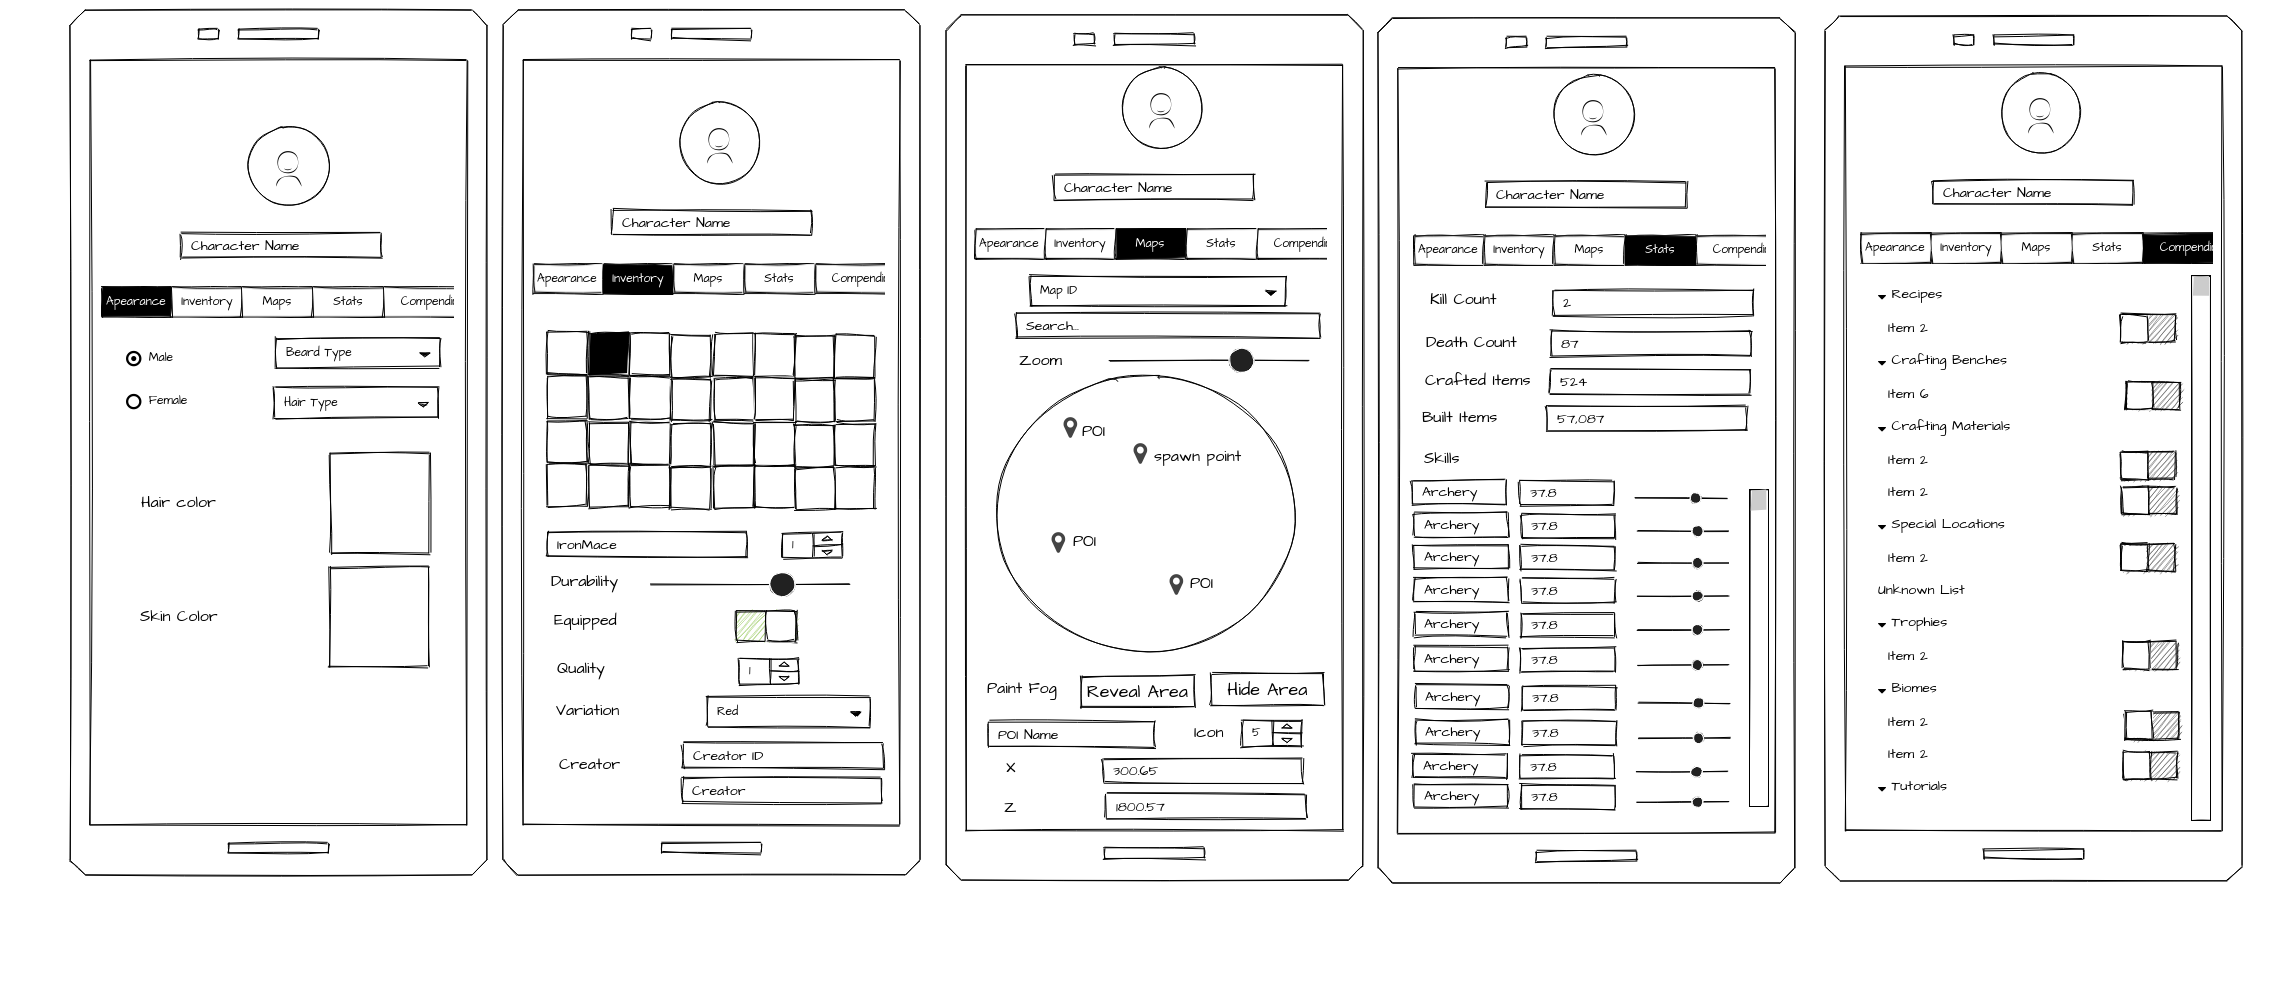 Character Name
Apearance Inventory Maps Stats Compendi
Male Beard Type
Female Hair Type
Hair color
Skin Color
Character Name
Apearance Inventory Maps Stats Compendi
IronMace 1
Durability
Equipped
Quality 1
Variation Red
Creator Creator ID
Creator
Character Name
Apearance Inventory Maps Stats Compendi
Map ID
Search...
Zoom
POI
spawn point
POI
POI
Paint Fog Reveal Area Hide Area
POI Name Icon 5
X 300.65
Z 1800.57
Character Name
Apearance Inventory Maps Stats Compendi
Kill Count 2
Death Count 87
Crafted Items 524
Built Items 57,087
Skills
Archery 37.8
Archery 37.8
Archery 37.8
Archery 37.8
Archery 37.8
Archery 37.8
Archery 37.8
Archery 37.8
Archery 37.8
Archery 37.8
Character Name
Apearance Inventory Maps Stats Compendi
Recipes
Item 2
Crafting Benches
Item 6
Crafting Materials
Item 2
Item 2
Special Locations
Item 2
Unknown List
Trophies
Item 2
Biomes
Item 2
Item 2
Tutorials